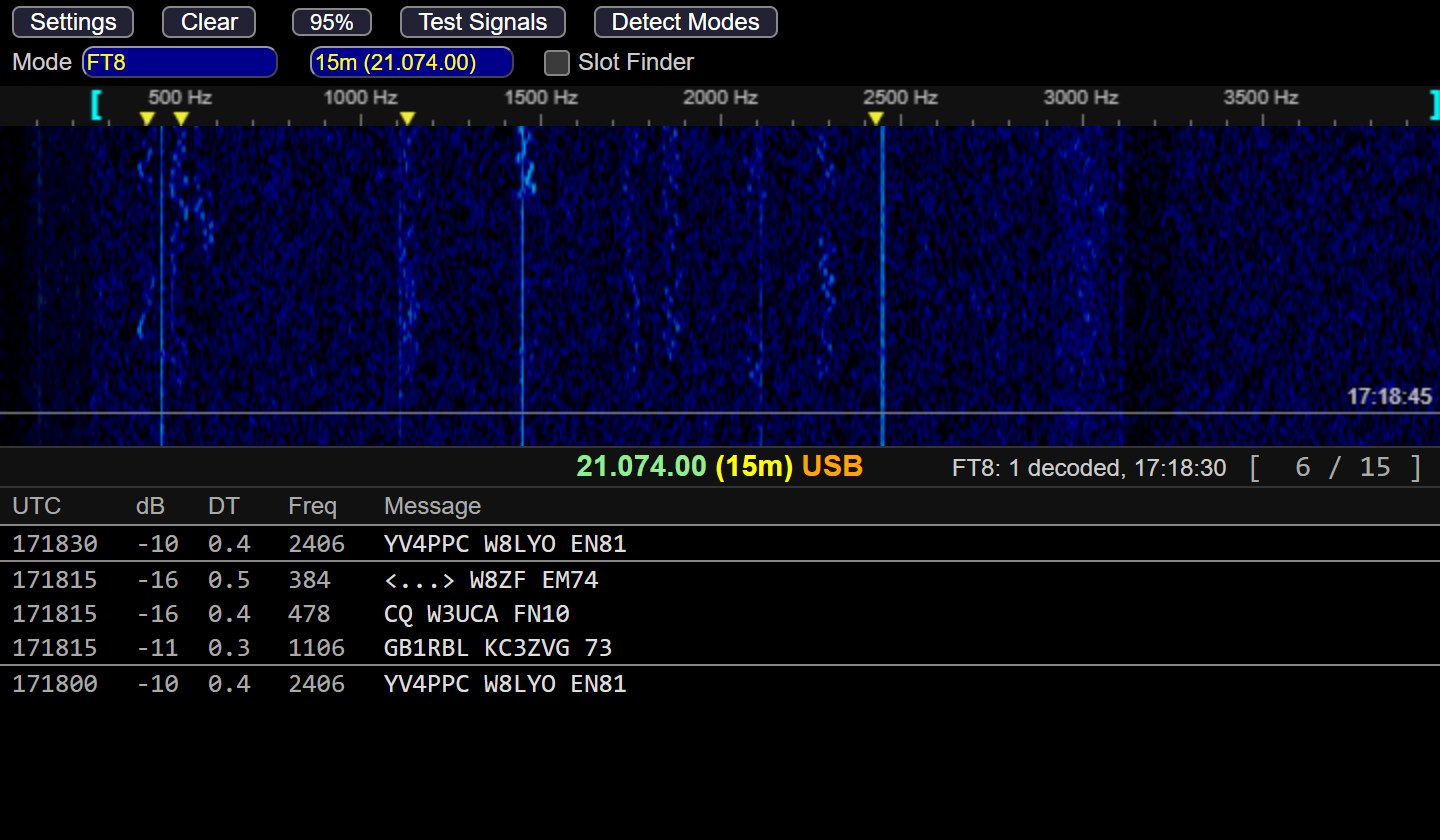 Settings Clear 95% Test Signals Detect Modes
Mode FT8 15m (21.074.00) Slot Finder
[ 500 Hz 1000 Hz 1500 Hz 2000 Hz 2500 Hz 3000 Hz 3500 Hz ]
17:18:45
21.074.00 (15m) USB FT8: 1 decoded, 17:18:30 [ 6 / 15 ]
UTC dB DT Freq Message
171830 -10 0.4 2406 YV4PPC W8LYO EN81
171815 -16 0.5 384 <...> W8ZF EM74
171815 -16 0.4 478 CQ W3UCA FN10
171815 -11 0.3 1106 GB1RBL KC3ZVG 73
171800 -10 0.4 2406 YV4PPC W8LYO EN81